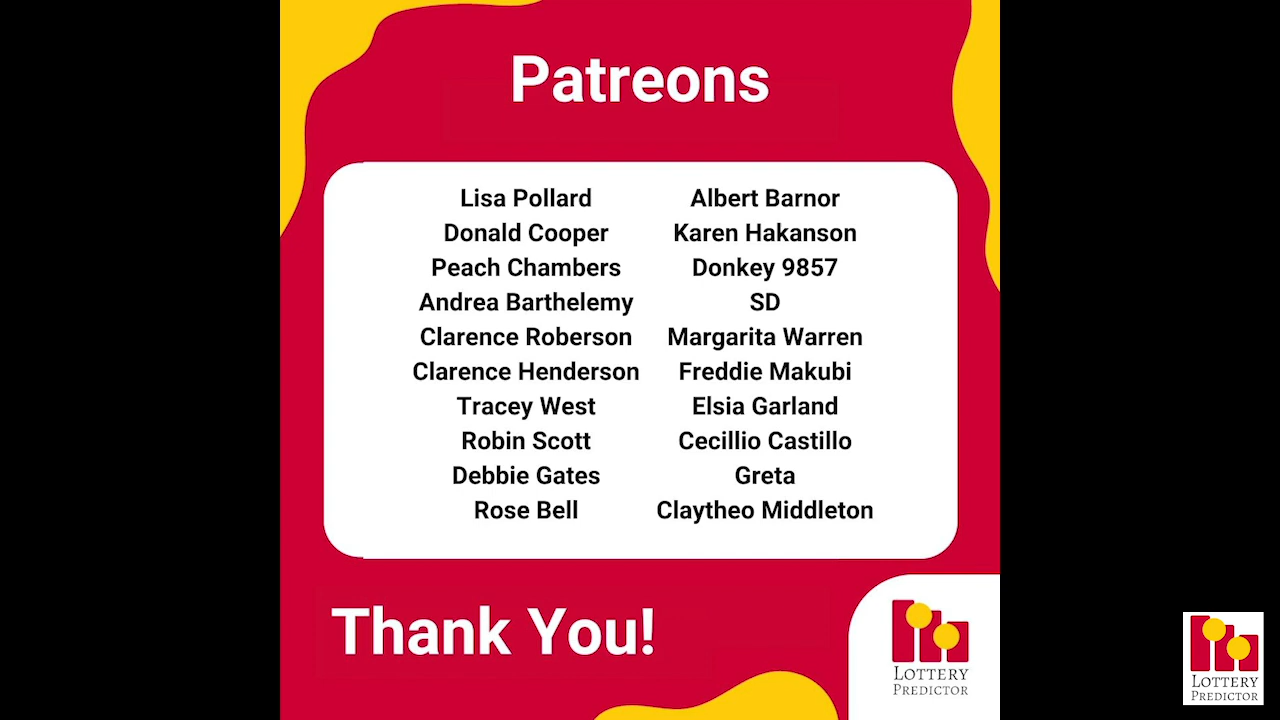 Patreons
Lisa Pollard
Donald Cooper
Peach Chambers
Andrea Barthelemy
Clarence Roberson
Clarence Henderson
Tracey West
Robin Scott
Debbie Gates
Rose Bell
Albert Barnor
Karen Hakanson
Donkey 9857
SD
Margarita Warren
Freddie Makubi
Elsia Garland
Cecillio Castillo
Greta
Claytheo Middleton
Thank You!
LOTTERY
PREDICTOR
LOTTERY
PREDICTOR